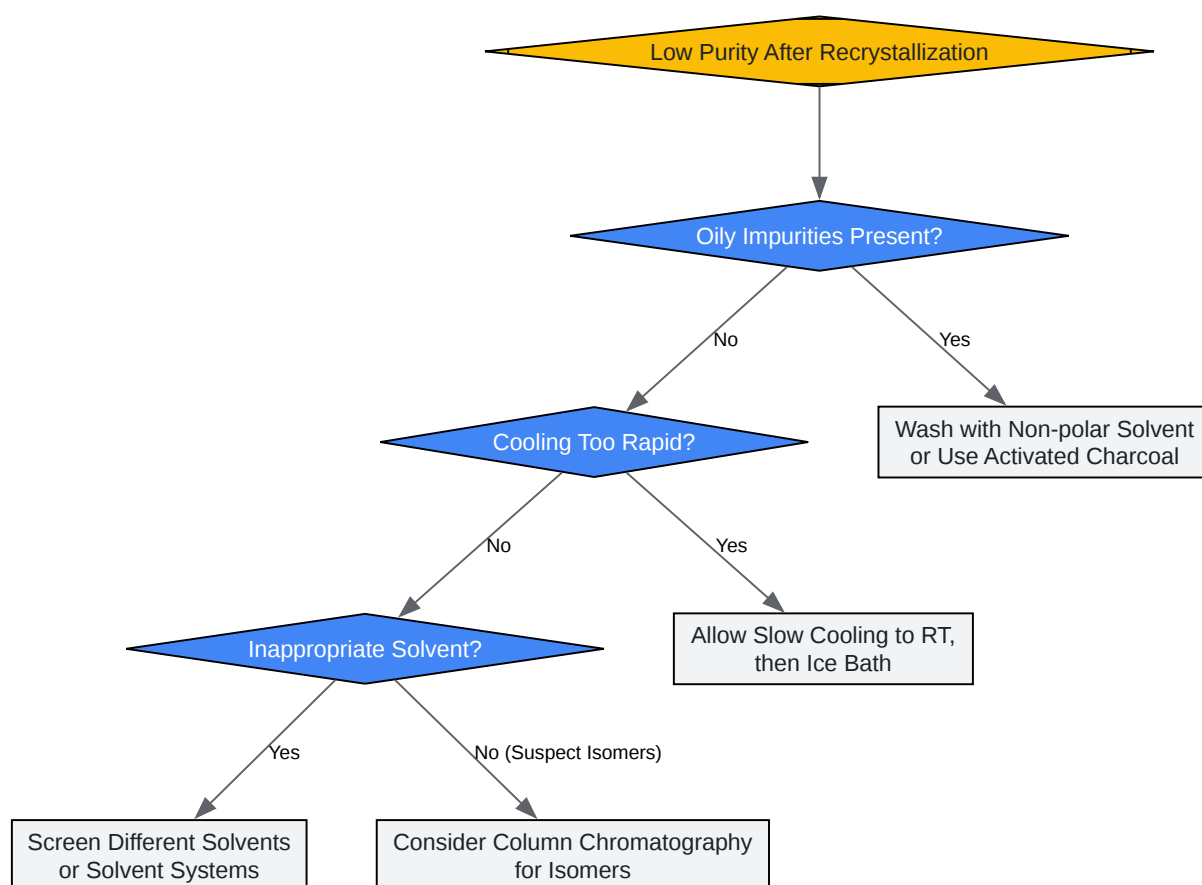 Low Purity After Recrystallization
Oily Impurities Present?
No
Yes
Cooling Too Rapid?
Wash with Non-polar Solvent
or Use Activated Charcoal
No
Yes
Inappropriate Solvent?
Allow Slow Cooling to RT,
then Ice Bath
Yes
No (Suspect Isomers)
Screen Different Solvents
or Solvent Systems
Consider Column Chromatography
for Isomers